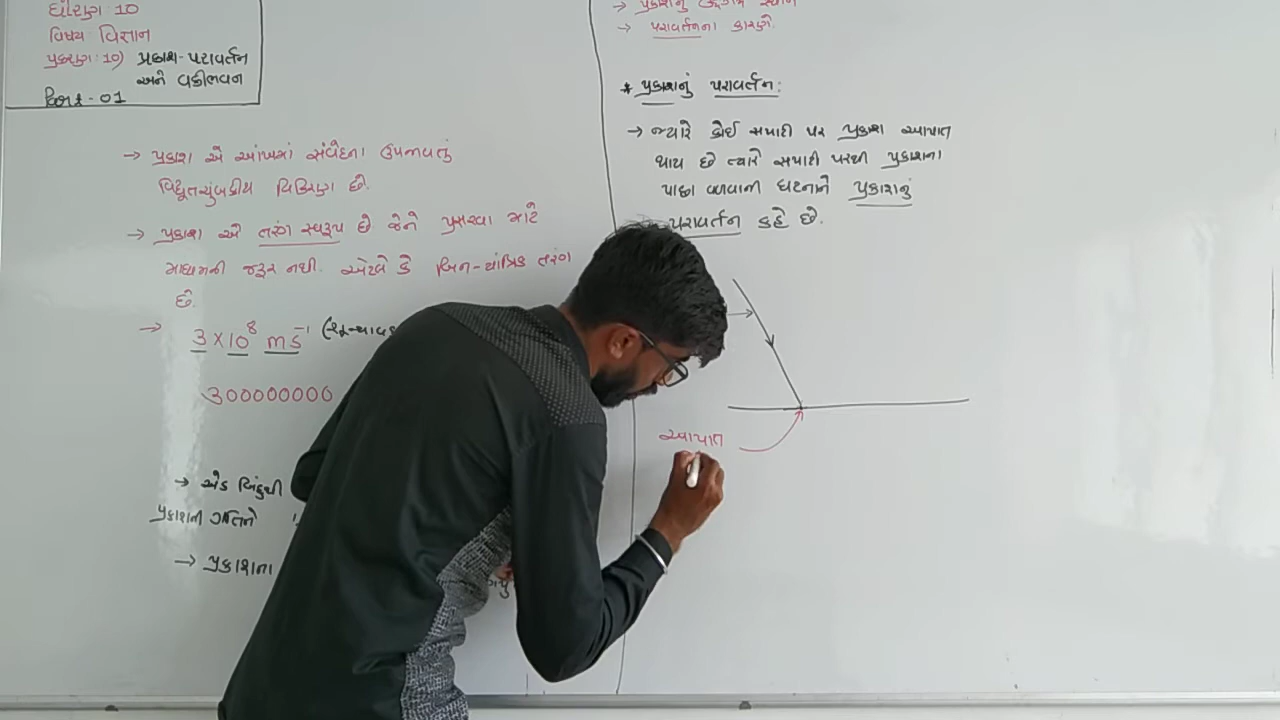 ધોરણ 10
વિષય વિજ્ઞાન
પ્રકરણ: 10) પ્રકાશ-પરાવર્તન
અને વક્રીભવન
ભાગ - 01
→ પ્રકાશ એ આંખમાં સંવેદના ઉપજાવતું
વિદ્યુતચુંબકીય વિકિરણ છે.
→ પ્રકાશ એ તરંગ સ્વરૂપ છે જેને પ્રસરવા માટે
માધ્યમની જરૂર નથી. એટલે કે બિન-યાંત્રિક તરંગ
છે.
→ 3×10⁸ ms⁻¹
300000000
→ એક બિંદુથી
પ્રકાશની ગતિને
→ પ્રકાશના
→ પ્રકાશનું સ્થાન
→ પરાવર્તનના કારણે.
* પ્રકાશનું પરાવર્તન:
→ જ્યારે કોઈ સપાટી પર પ્રકાશ આપાત
થાય છે ત્યારે સપાટી પરથી પ્રકાશના
પાછા વળવાની ઘટનાને પ્રકાશનું
પરાવર્તન કહે છે.
આપાત